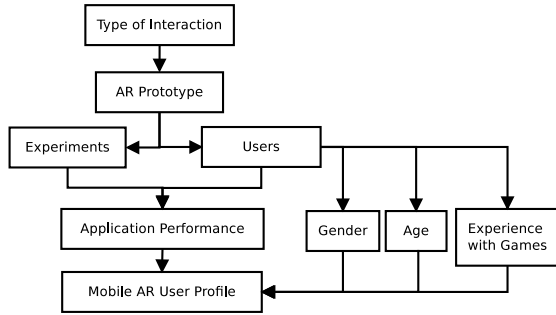 Type of Interaction
AR Prototype
Experiments
Users
Application Performance
Gender
Age
Experience
with Games
Mobile AR User Profile